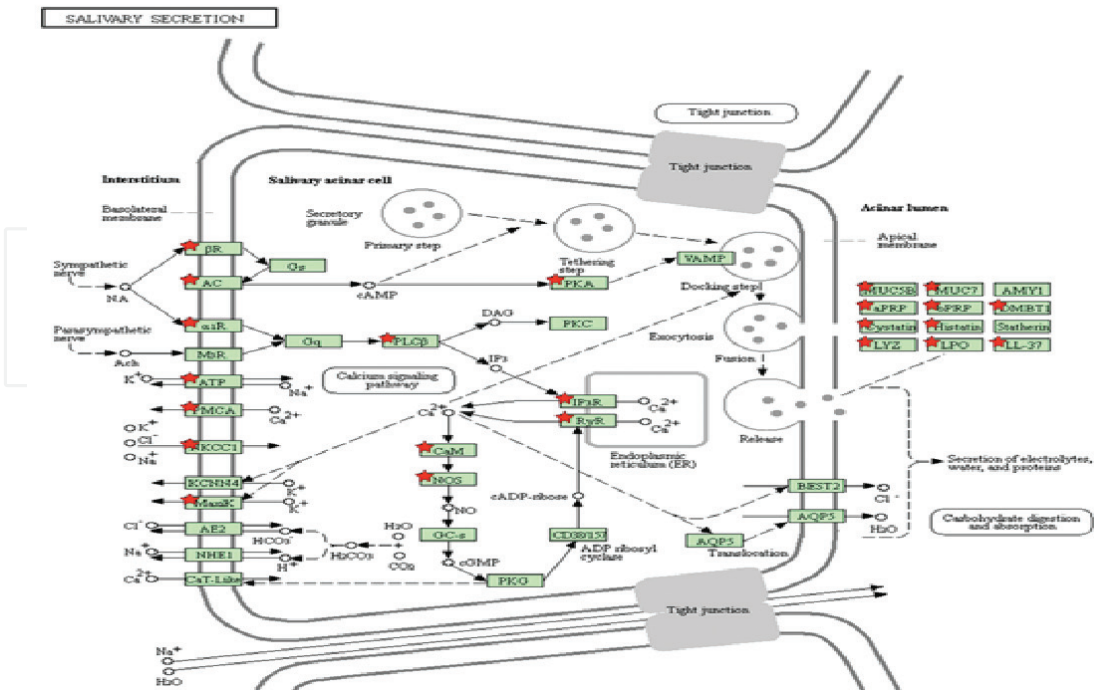 SALIVARY SECRETION
Tight junction
Tight junction
Interstitium
Salivary acinar cell
Acinar lumen
Basolateral
membrane
Secretory
granule
Primary step
Tethering
step
VAMP
Docking step
Apical
membrane
Sympathetic
nerve
NA
βR
Gs
AC
cAMP
PKA
Parasympathetic
nerve
Ach
α1R
M3R
Gq
PLCβ
DAG
PKC
IP3
Calcium signaling
pathway
Exocytosis
Fusion
Release
MUC5B
MUC7
AMY1
aPRP
bPRP
DMBT1
Cystatin
Histatin
Statherin
LYZ
LPO
LL-37
K+
ATP
Na+
PMCA
Ca2+
K+
Cl-
Na+
NKCC1
KCNN4
K+
MaxiK
K+
Cl-
AE2
HCO3-
Na+
NHE1
H+
H2CO3
H2O
+
CO2
Ca2+
CaT-Like
Ca2+
CaM
NOS
NO
GC-s
cGMP
PKG
IP3R
Ca2+
RyR
Ca2+
Endoplasmic
reticulum (ER)
cADP-ribose
ADP ribosyl
cyclase
AQP5
Translocation
BEST2
Cl-
AQP5
H2O
Secretion of electrolytes,
water, and proteins
Carbohydrate digestion
and absorption
Tight junction
Na+
H2O